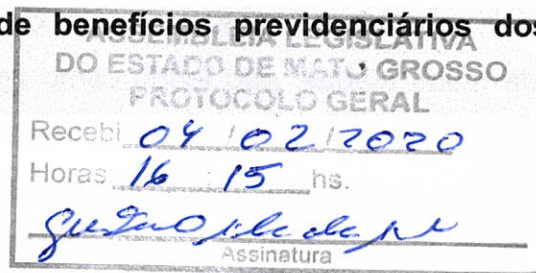 de benefícios previdenciários dos
ASSEMBLEIA LEGISLATIVA
DO ESTADO DE MATO GROSSO
PROTOCOLO GERAL
Recebi 04 / 02 / 2020
Horas 16 : 15 hs.
Assinatura